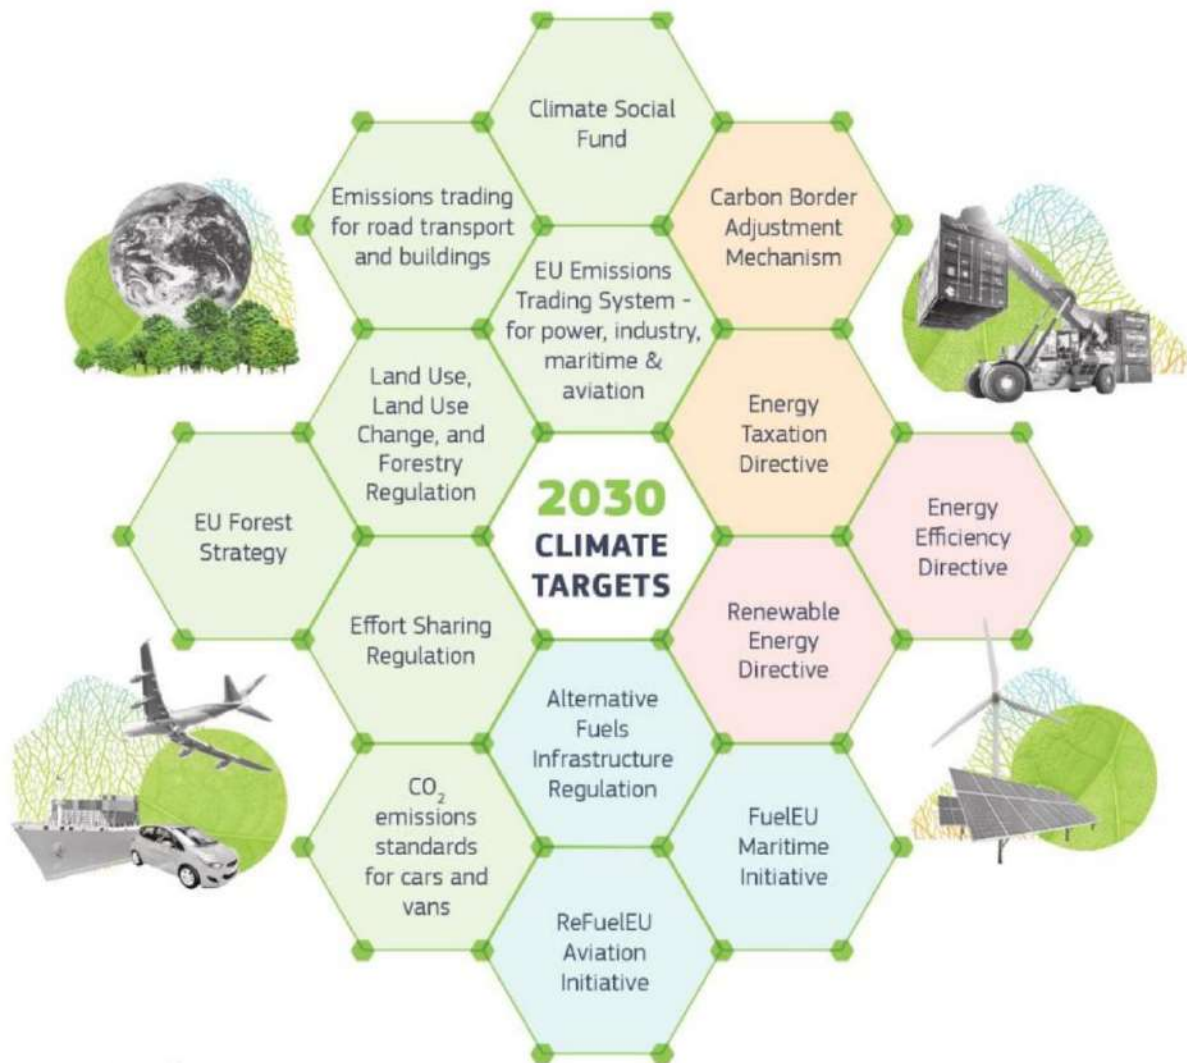 Climate Social
Fund
Emissions trading
for road transport
and buildings
Carbon Border
Adjustment
Mechanism
EU Emissions
Trading System -
for power, industry,
maritime &
aviation
Land Use,
Land Use
Change, and
Forestry
Regulation
Energy
Taxation
Directive
EU Forest
Strategy
2030
CLIMATE
TARGETS
Energy
Efficiency
Directive
Effort Sharing
Regulation
Renewable
Energy
Directive
Alternative
Fuels
Infrastructure
Regulation
CO₂
emissions
standards
for cars and
vans
FuelEU
Maritime
Initiative
ReFuelEU
Aviation
Initiative